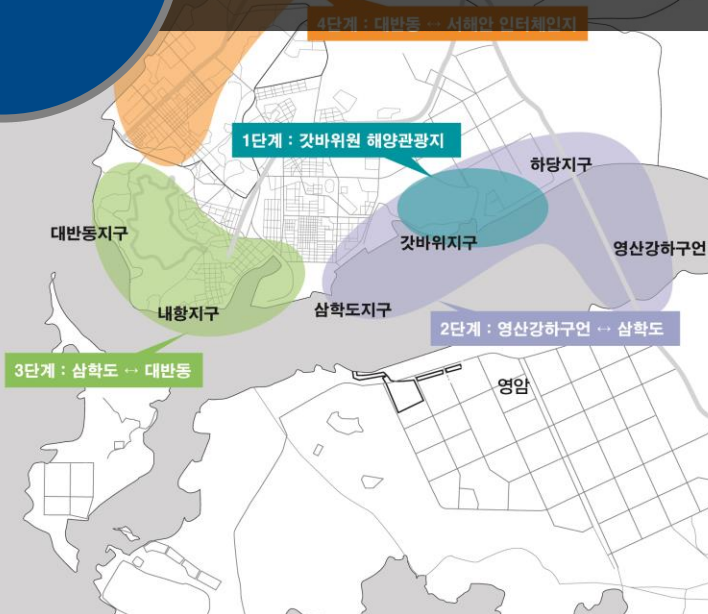 4단계 : 대반동 ↔ 서해안 인터체인지
1단계 : 갓바위원 해양관광지
하당지구
대반동지구
갓바위지구
영산강하구언
내항지구
삼학도지구
2단계 : 영산강하구언 ↔ 삼학도
3단계 : 삼학도 ↔ 대반동
영암